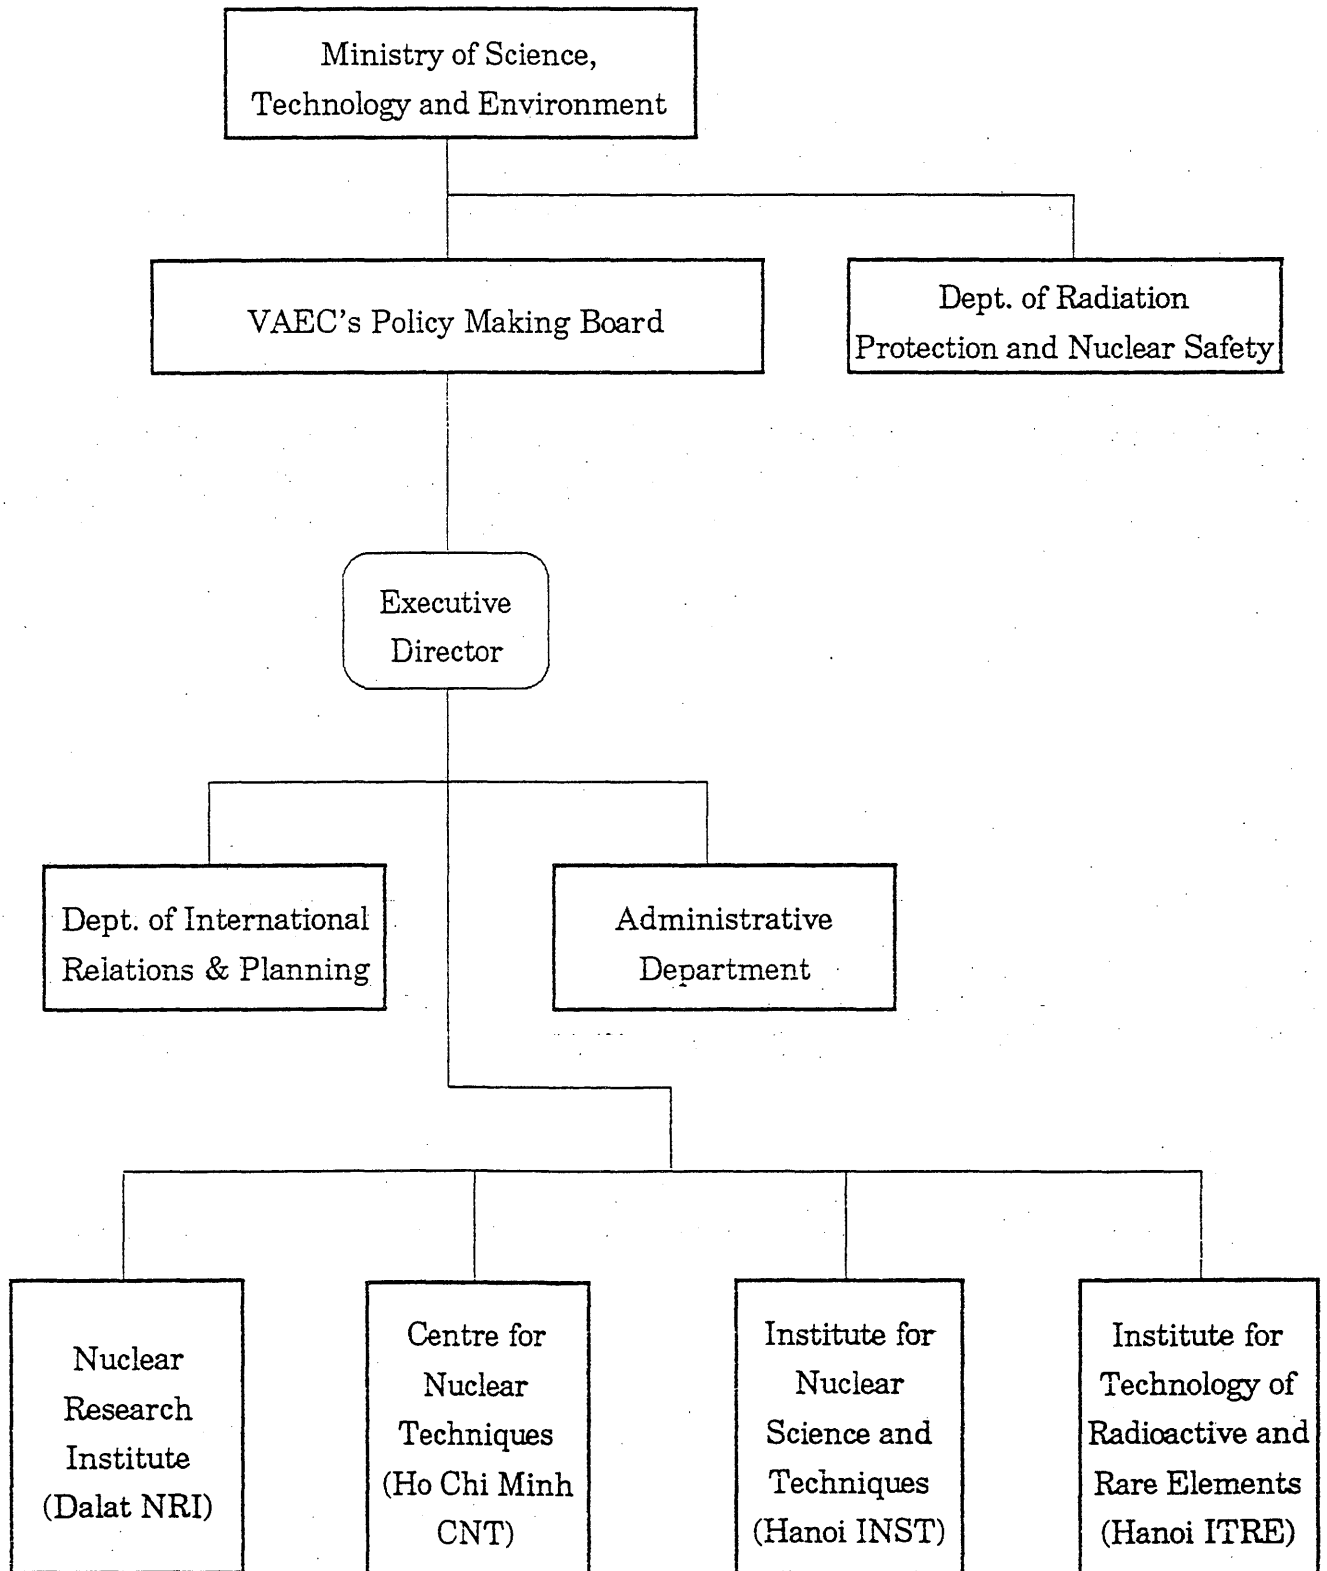 Ministry of Science,
Technology and Environment
VAEC's Policy Making Board
Dept. of Radiation
Protection and Nuclear Safety
Executive
Director
Dept. of International
Relations & Planning
Administrative
Department
Nuclear
Research
Institute
(Dalat NRI)
Centre for
Nuclear
Techniques
(Ho Chi Minh
CNT)
Institute for
Nuclear
Science and
Techniques
(Hanoi INST)
Institute for
Technology of
Radioactive and
Rare Elements
(Hanoi ITRE)